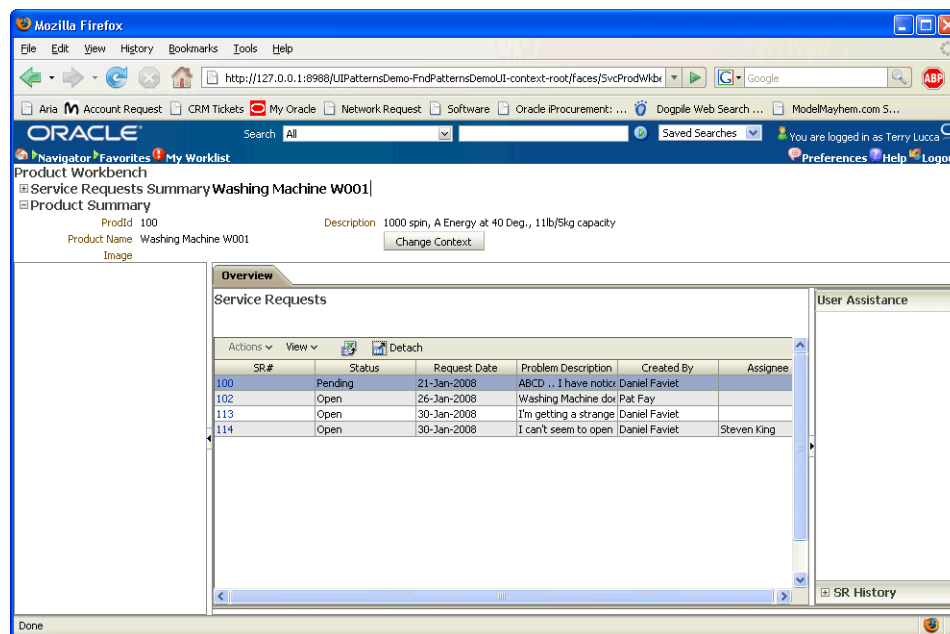 Mozilla Firefox
File Edit View History Bookmarks Tools Help
http://127.0.0.1:8988/UIPatternsDemo-FndPatternsDemoUI-context-root/faces/SvcProdWkbe
G Google ABP
Aria Account Request CRM Tickets My Oracle Network Request Software Oracle iProcurement: ... Dogpile Web Search ... ModelMayhem.com S...
ORACLE Search All Saved Searches You are logged in as Terry Lucca
Navigator Favorites My Worklist Preferences Help Logou
Product Workbench
Service Requests Summary Washing Machine W001
Product Summary
ProdId 100 Description 1000 spin, A Energy at 40 Deg., 11lb/5kg capacity
Product Name Washing Machine W001 Change Context
Image
Overview
Service Requests User Assistance
Actions View Detach
SR# Status Request Date Problem Description Created By Assignee
100 Pending 21-Jan-2008 ABCD .. I have notice Daniel Faviet
102 Open 26-Jan-2008 Washing Machine doe Pat Fay
113 Open 30-Jan-2008 I'm getting a strange Daniel Faviet
114 Open 30-Jan-2008 I can't seem to open Daniel Faviet Steven King
SR History
Done